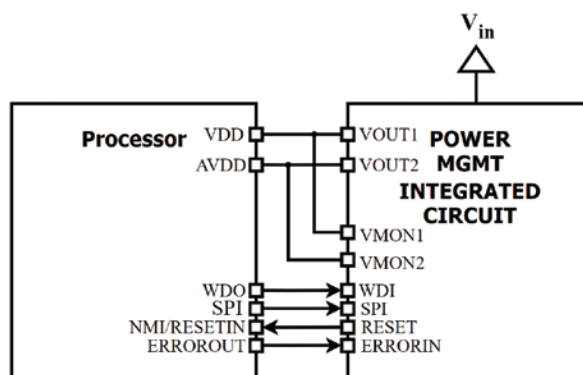 Vin
Processor
VDD
VOUT1
POWER
MGMT
INTEGRATED
CIRCUIT
AVDD
VOUT2
VMON1
VMON2
WDO
WDI
SPI
SPI
NMI/RESETIN
RESET
ERROROUT
ERRORIN